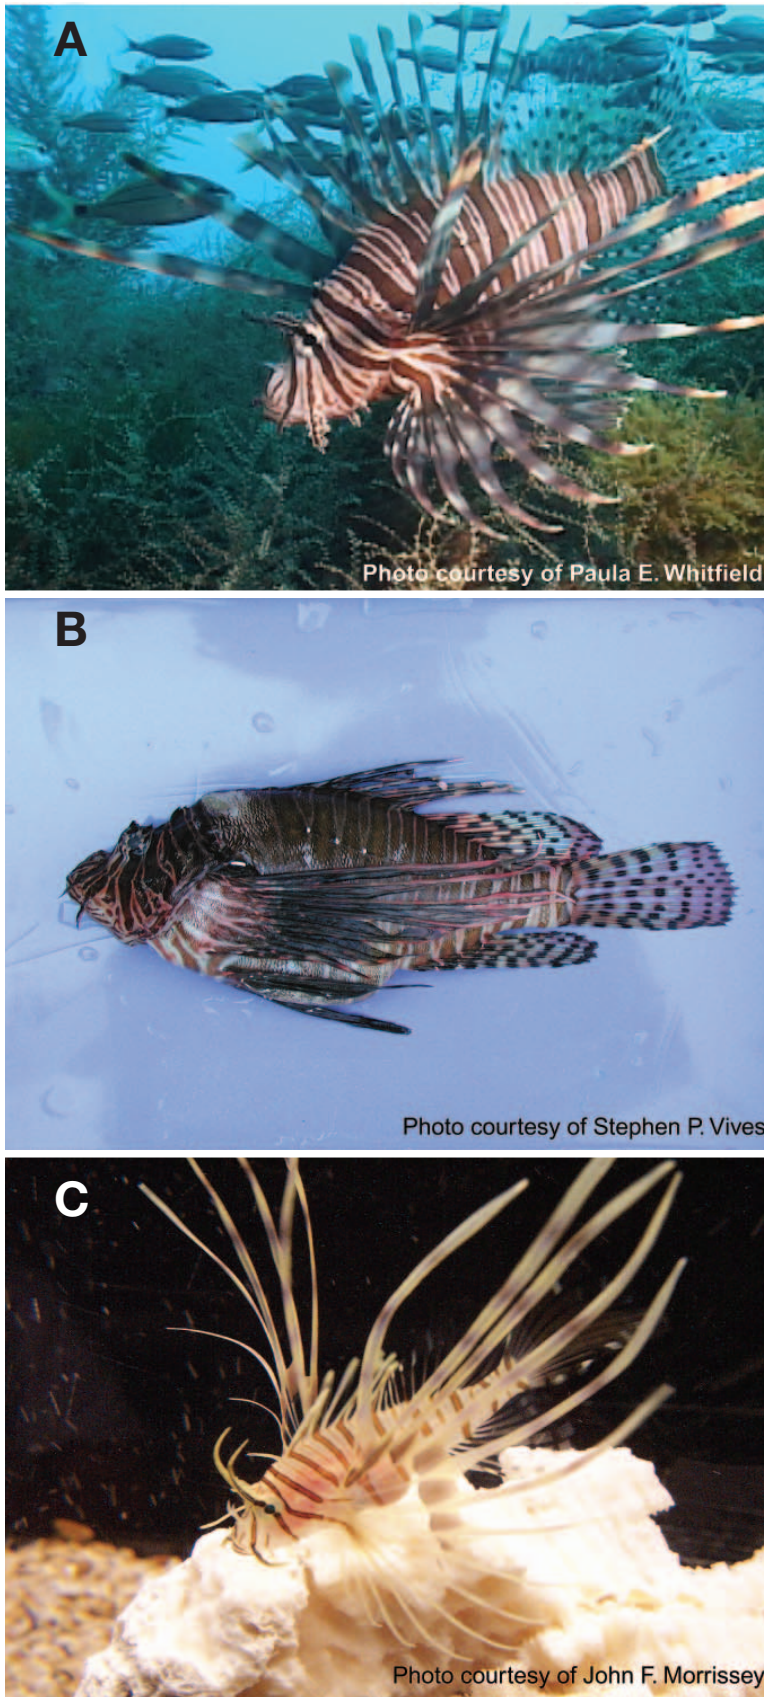 A
Photo courtesy of Paula E. Whitfield
B
Photo courtesy of Stephen P. Vives
C
Photo courtesy of John F. Morrissey